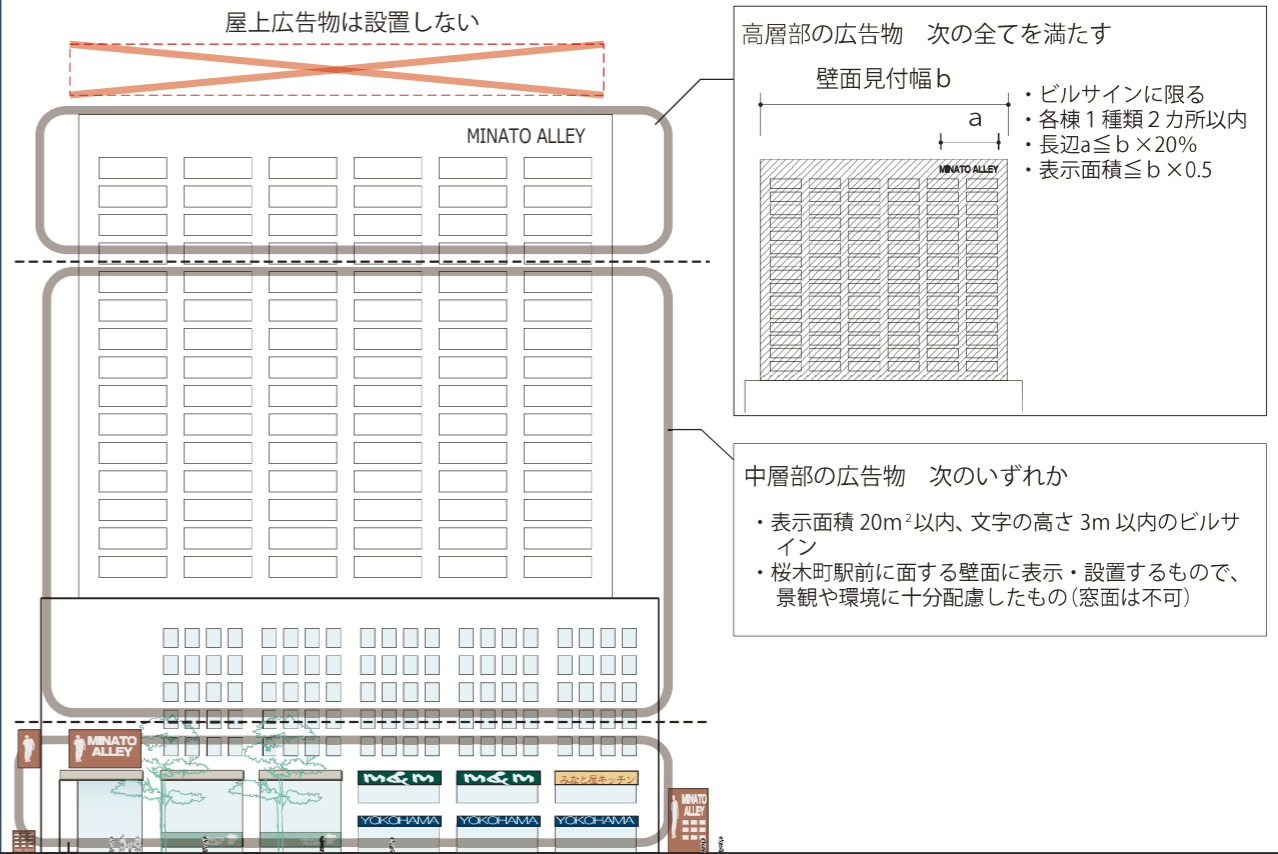 屋上広告物は設置しない
MINATO ALLEY
高層部の広告物　次の全てを満たす
壁面見付幅b
a
MINATO ALLEY
・ビルサインに限る
・各棟1種類2カ所以内
・長辺a≦b×20%
・表示面積≦b×0.5
中層部の広告物　次のいずれか
・表示面積 20m²以内、文字の高さ 3m 以内のビルサ
イン
・桜木町駅前に面する壁面に表示・設置するもので、
景観や環境に十分配慮したもの(窓面は不可)
MINATO
ALLEY
M&M
M&M
みなと屋キッチン
YOKOHAMA
YOKOHAMA
YOKOHAMA
MINATO
ALLEY